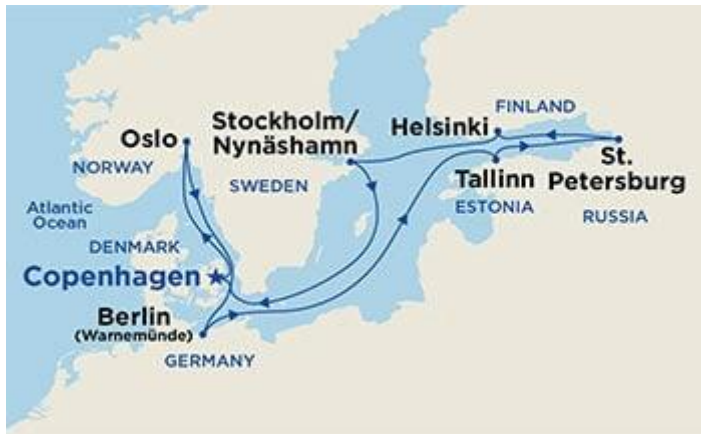 Stockholm/
Nynäshamn
Helsinki
FINLAND
Oslo
NORWAY
SWEDEN
Tallinn
ESTONIA
St.
Petersburg
RUSSIA
Atlantic
Ocean
DENMARK
Copenhagen
Berlin
(Warnemünde)
GERMANY